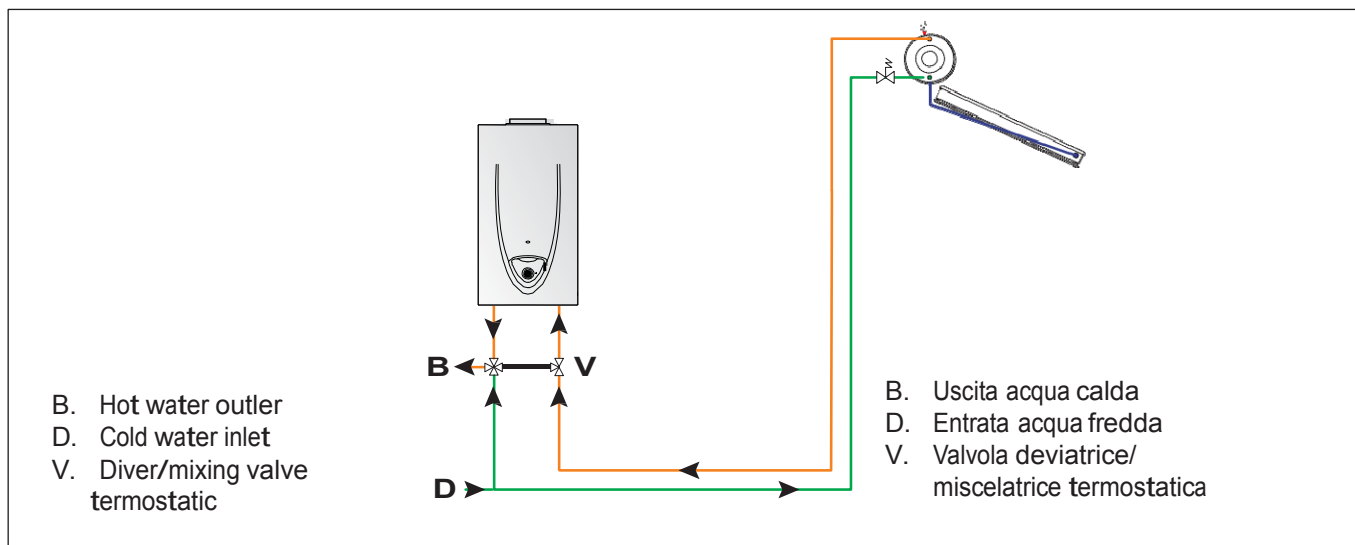 B V
D
B. Hot water outler
D. Cold water inlet
V. Diver/mixing valve
termostatic
B. Uscita acqua calda
D. Entrata acqua fredda
V. Valvola deviatrice/
miscelatrice termostatica